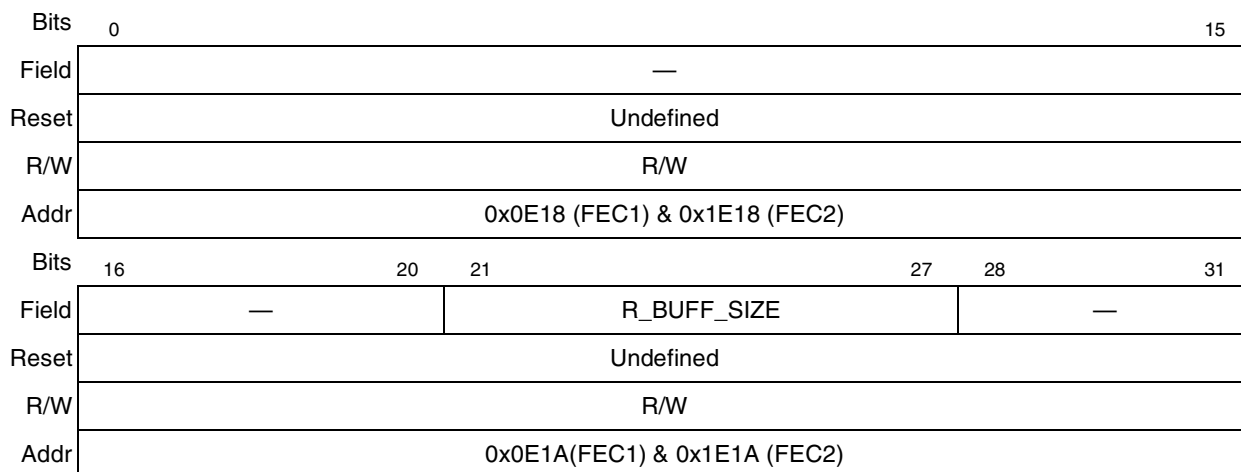 Bits 0 15
Field —
Reset Undefined
R/W R/W
Addr 0x0E18 (FEC1) & 0x1E18 (FEC2)
Bits 16 20 21 27 28 31
Field — R_BUFF_SIZE —
Reset Undefined
R/W R/W
Addr 0x0E1A(FEC1) & 0x1E1A (FEC2)